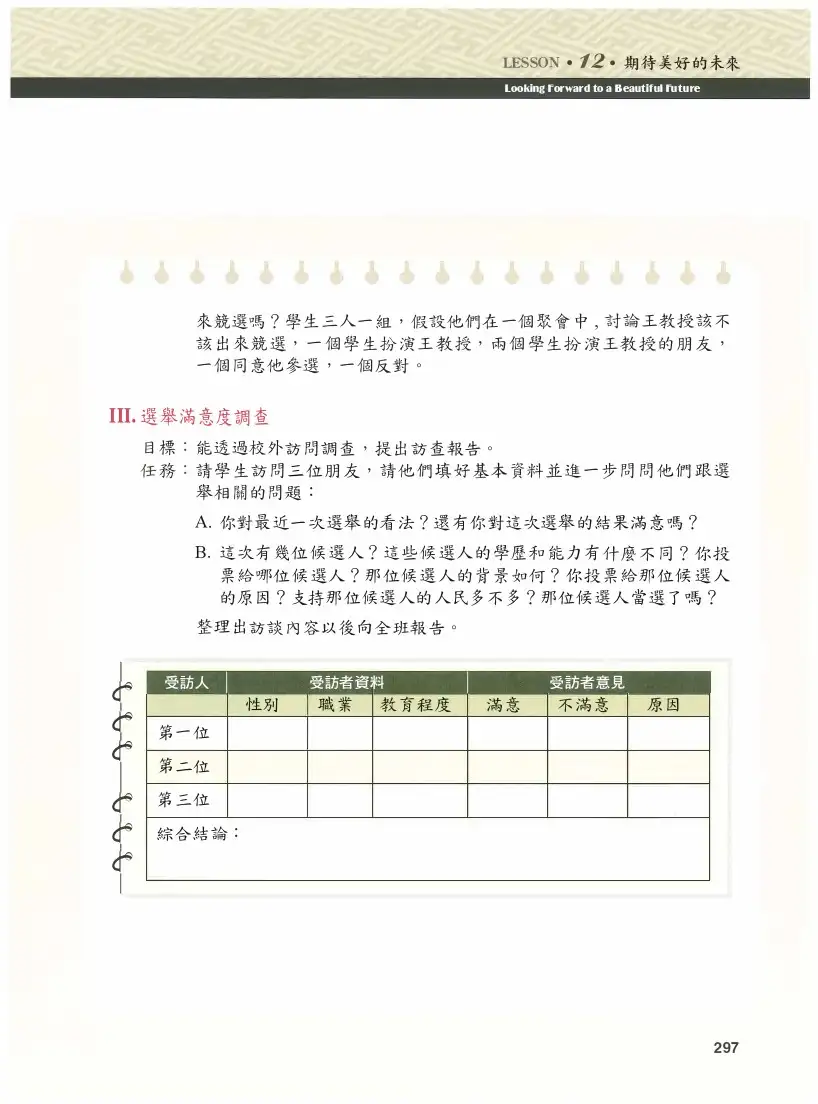 LESSON • 12 • 期待美好的未來
Looking Forward to a Beautiful Future
來競選嗎？學生三人一組，假設他們在一個聚會中，討論王教授該不
該出來競選，一個學生扮演王教授，兩個學生扮演王教授的朋友，
一個同意他參選，一個反對。
III. 選舉滿意度調查
目標：能透過校外訪問調查，提出訪查報告。
任務：請學生訪問三位朋友，請他們填好基本資料並進一步問問他們跟選
舉相關的問題：
A. 你對最近一次選舉的看法？還有你對這次選舉的結果滿意嗎？
B. 這次有幾位候選人？這些候選人的學歷和能力有什麼不同？你投
票給哪位候選人？那位候選人的背景如何？你投票給那位候選人
的原因？支持那位候選人的人民多不多？那位候選人當選了嗎？
整理出訪談內容以後向全班報告。
受訪人 受訪者資料 受訪者意見
性別 職業 教育程度 滿意 不滿意 原因
第一位
第二位
第三位
綜合結論：
297